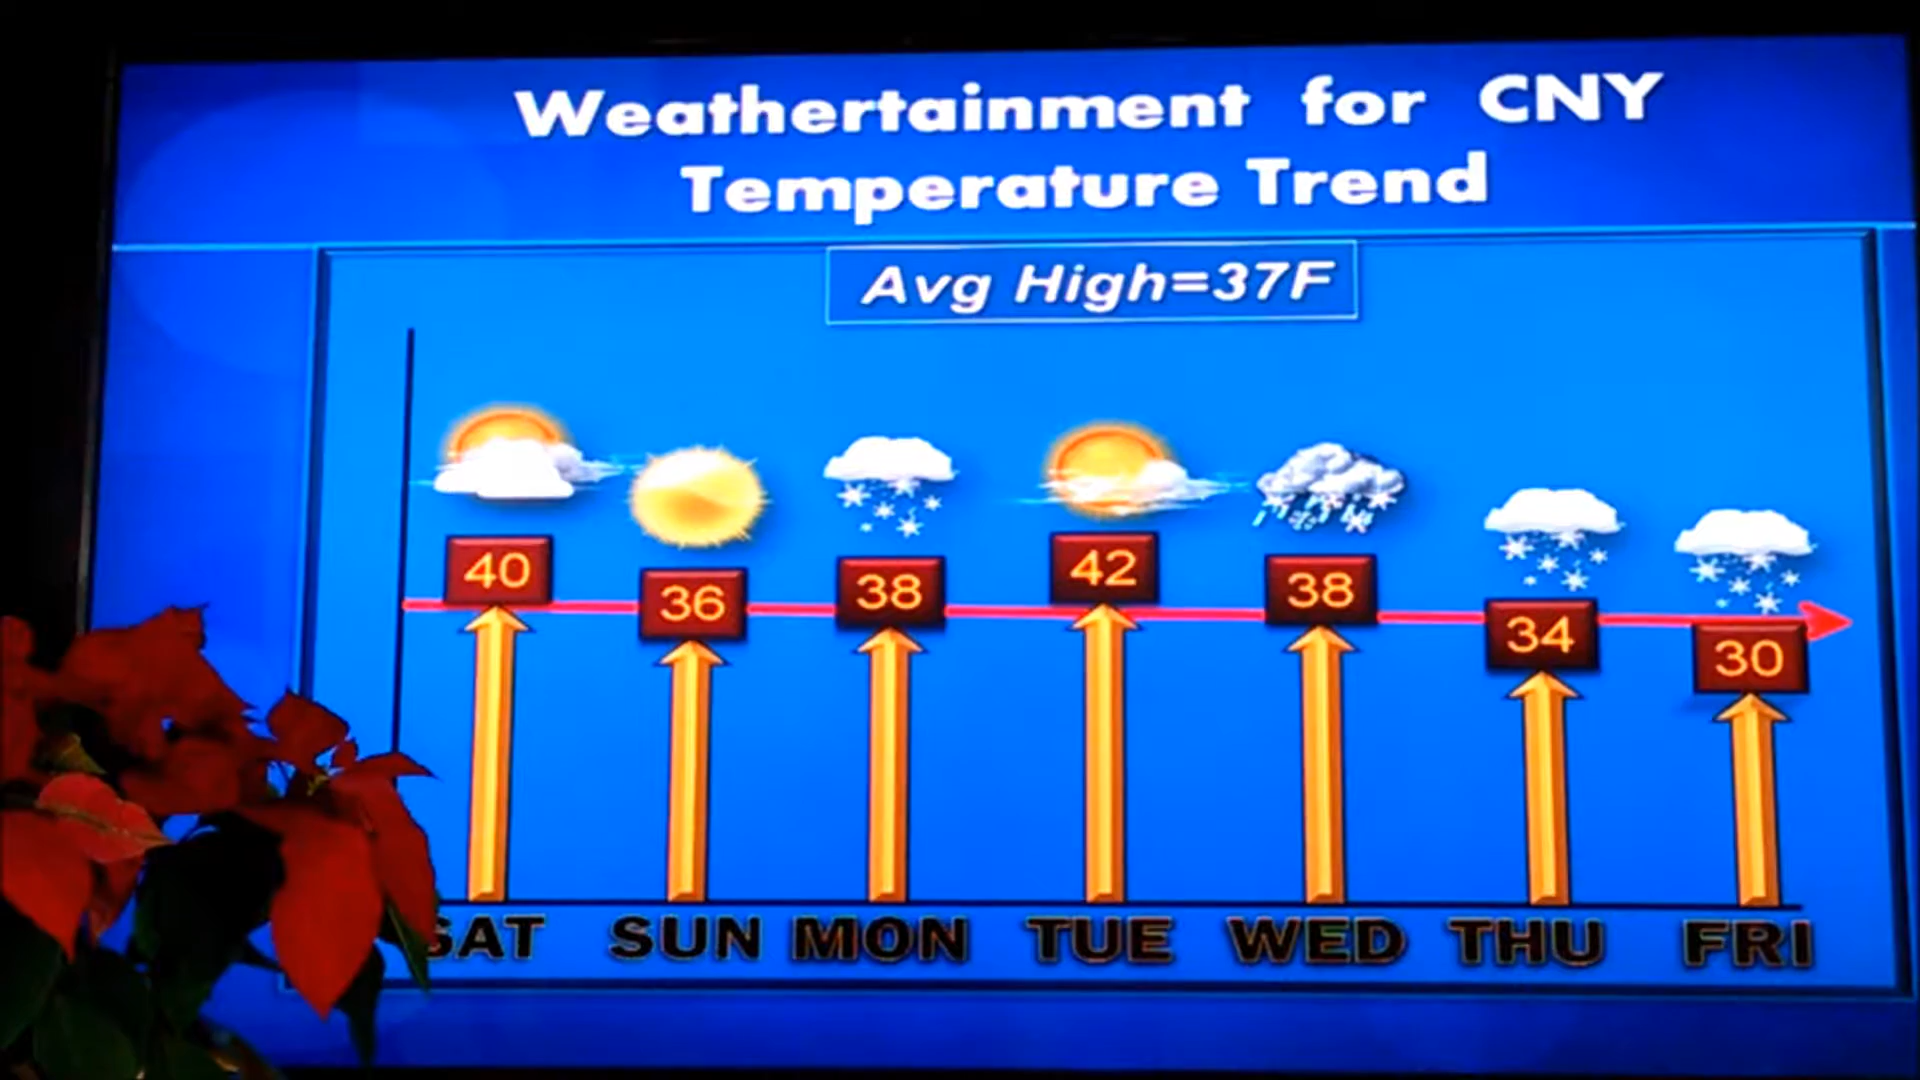 Weathertainment for CNY
Temperature Trend
Avg High=37F
40 36 38 42 38 34 30
SAT SUN MON TUE WED THU FRI